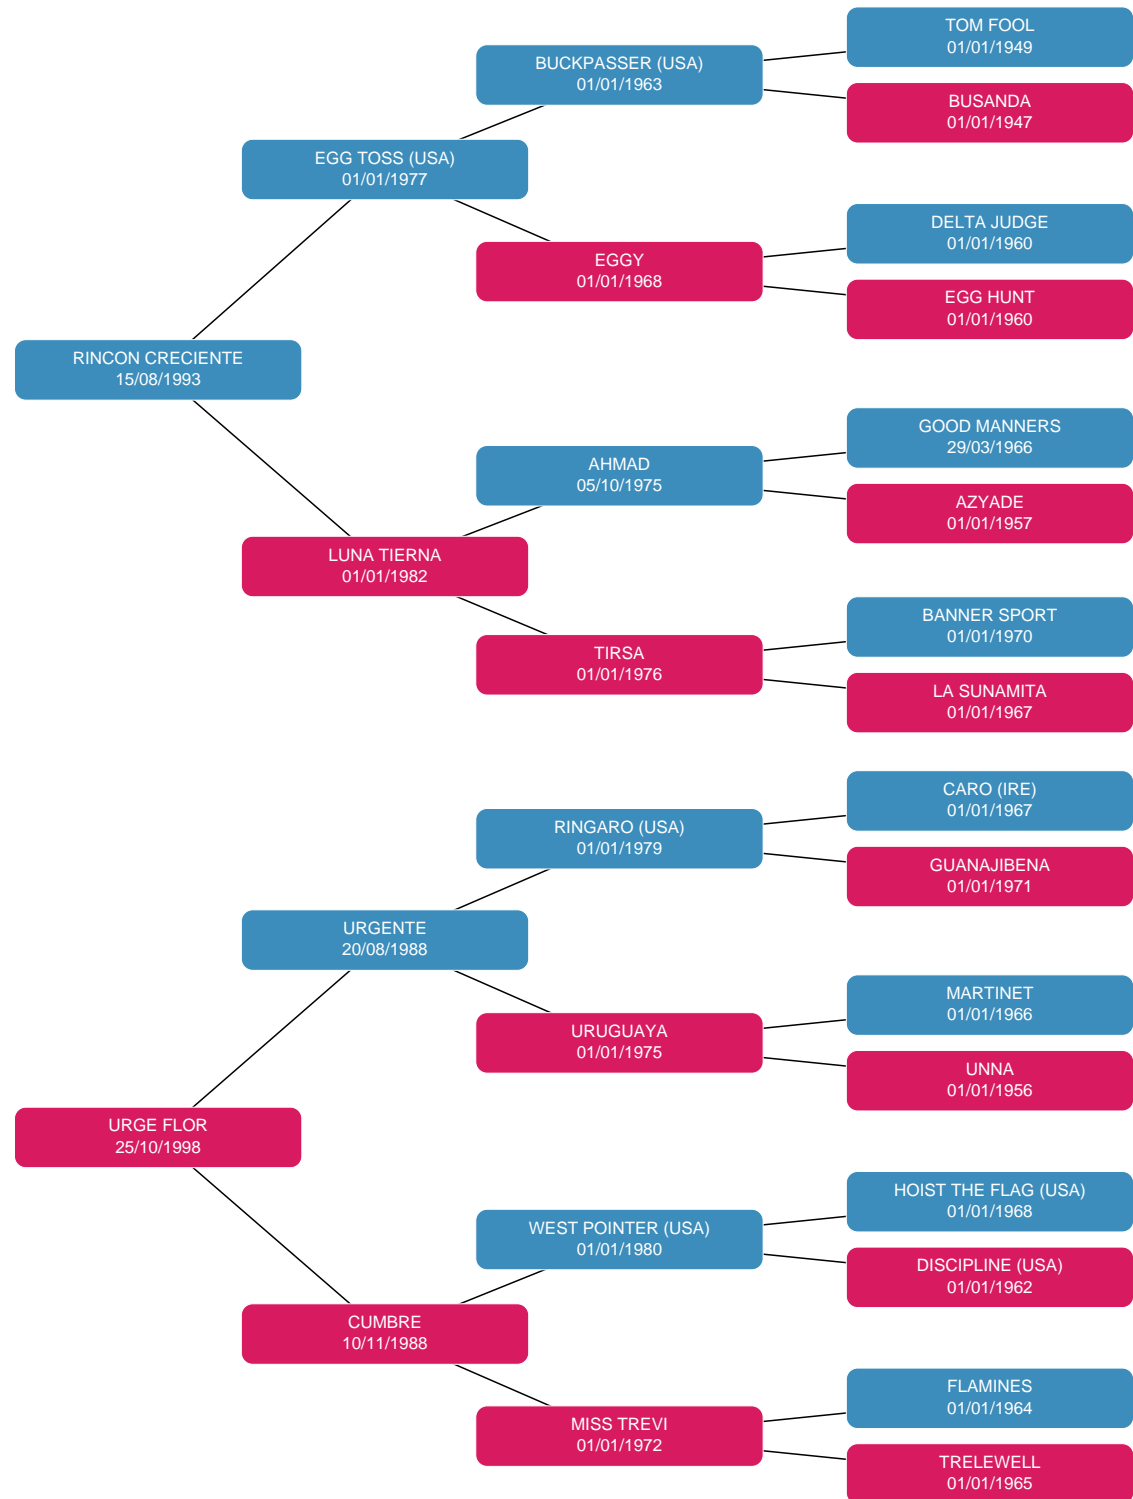 TOM FOOL
01/01/1949
BUCKPASSER (USA)
01/01/1963
BUSANDA
01/01/1947
EGG TOSS (USA)
01/01/1977
DELTA JUDGE
01/01/1960
EGGY
01/01/1968
EGG HUNT
01/01/1960
RINCON CRECIENTE
15/08/1993
GOOD MANNERS
29/03/1966
AHMAD
05/10/1975
AZYADE
01/01/1957
LUNA TIERNA
01/01/1982
BANNER SPORT
01/01/1970
TIRSA
01/01/1976
LA SUNAMITA
01/01/1967
CARO (IRE)
01/01/1967
RINGARO (USA)
01/01/1979
GUANAJIBENA
01/01/1971
URGENTE
20/08/1988
MARTINET
01/01/1966
URUGUAYA
01/01/1975
UNNA
01/01/1956
URGE FLOR
25/10/1998
HOIST THE FLAG (USA)
01/01/1968
WEST POINTER (USA)
01/01/1980
DISCIPLINE (USA)
01/01/1962
CUMBRE
10/11/1988
FLAMINES
01/01/1964
MISS TREVI
01/01/1972
TRELEWELL
01/01/1965